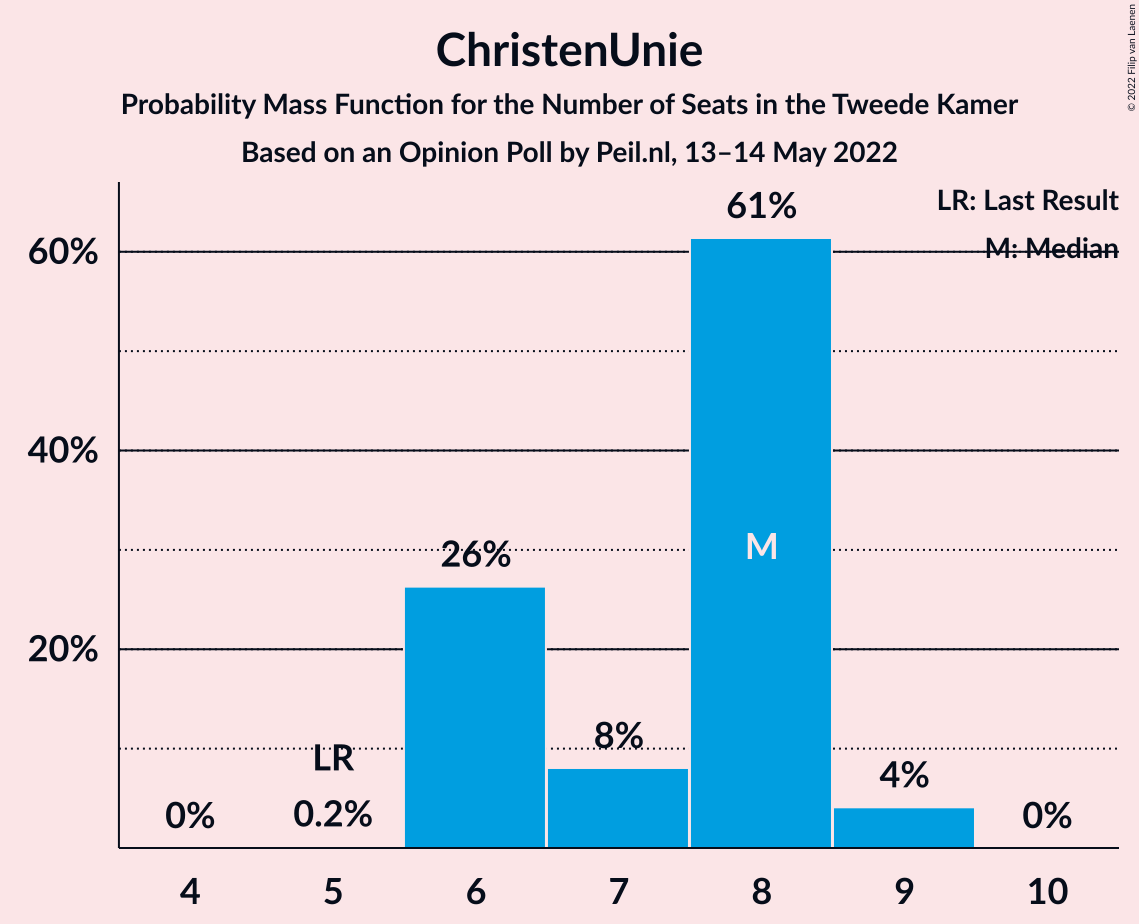 ChristenUnie
Probability Mass Function for the Number of Seats in the Tweede Kamer
Based on an Opinion Poll by Peil.nl, 13–14 May 2022
© 2022 Filip van Laenen
LR: Last Result
M: Median
60%
40%
20%
0%
LR
0.2%
26%
8%
61%
M
4%
0%
4
5
6
7
8
9
10